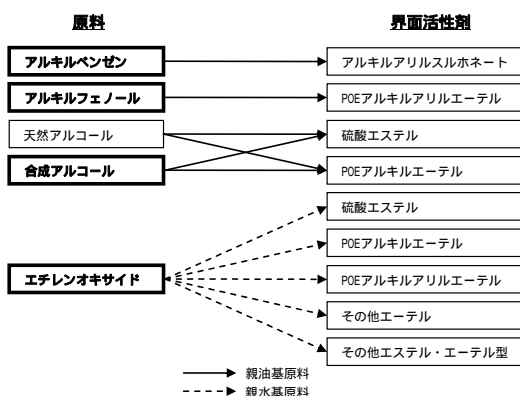 原料
界面活性剤
アルキルベンゼン
アルキルアリルスルホネート
アルキルフェノール
POEアルキルアリルエーテル
天然アルコール
硫酸エステル
合成アルコール
POEアルキルエーテル
硫酸エステル
POEアルキルエーテル
エチレンオキサイド
POEアルキルアリルエーテル
その他エーテル
その他エステル・エーテル型
親油基原料
親水基原料